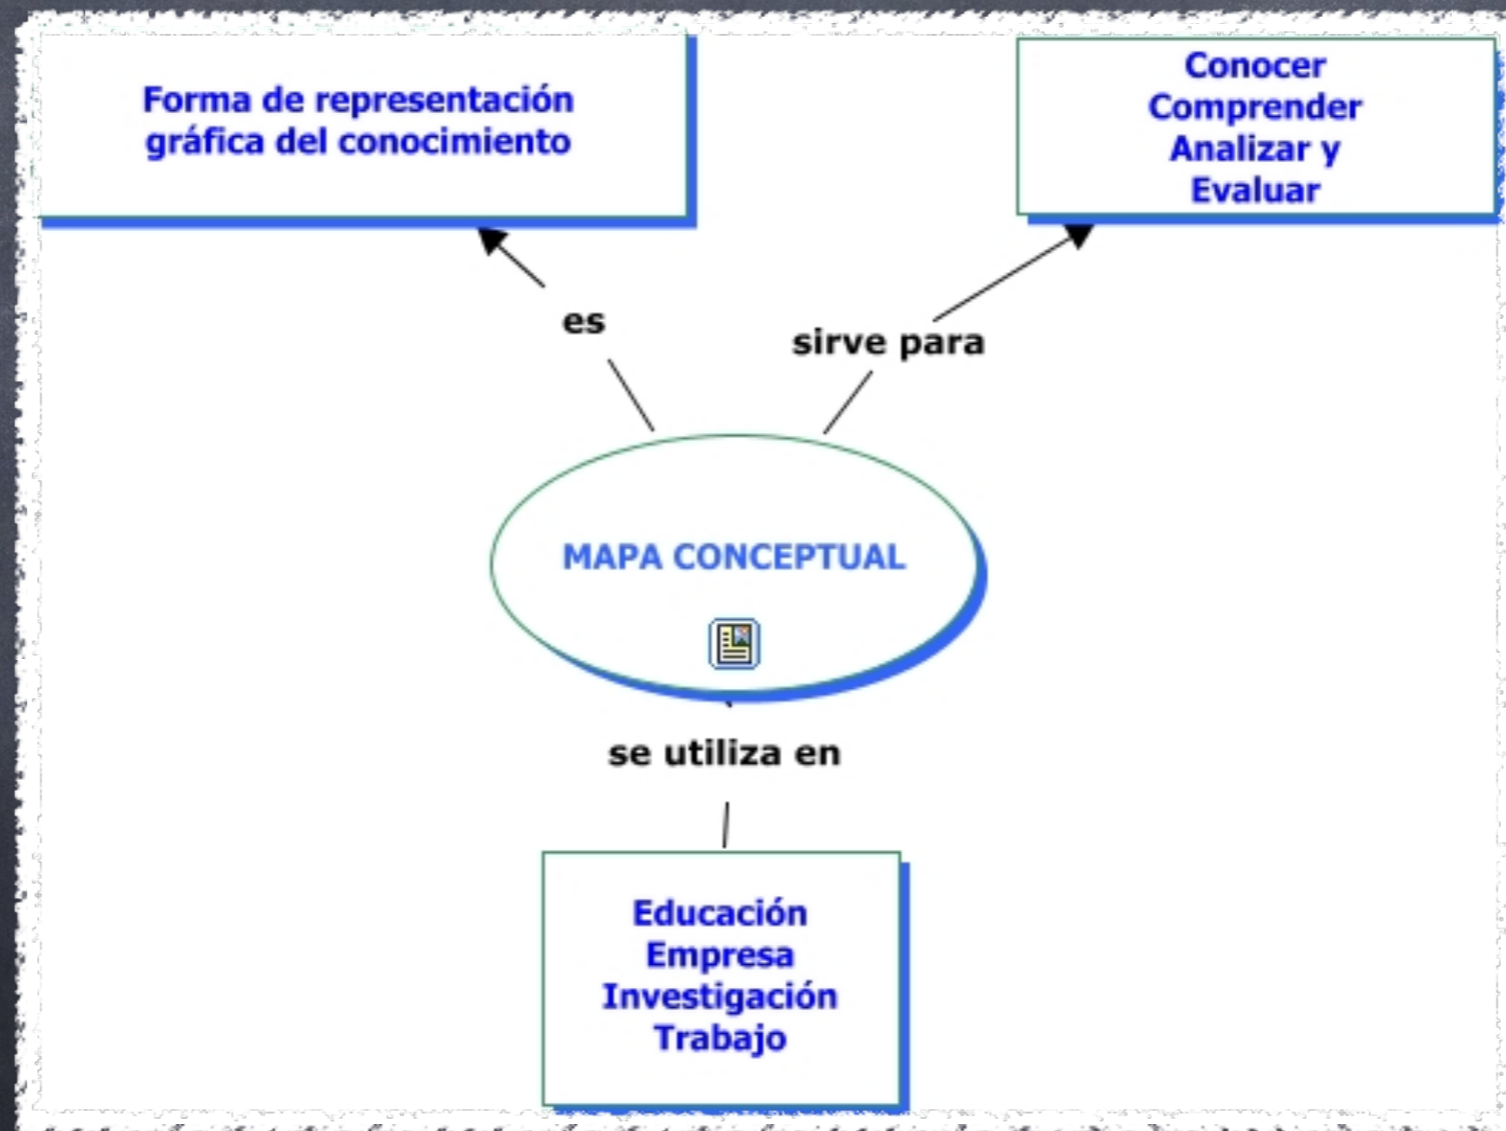 Forma de representación
gráfica del conocimiento
Conocer
Comprender
Analizar y
Evaluar
es
sirve para
MAPA CONCEPTUAL
se utiliza en
Educación
Empresa
Investigación
Trabajo